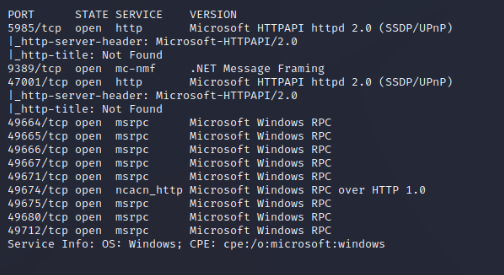 PORT      STATE SERVICE    VERSION
5985/tcp  open  http       Microsoft HTTPAPI httpd 2.0 (SSDP/UPnP)
|_http-server-header: Microsoft-HTTPAPI/2.0
|_http-title: Not Found
9389/tcp  open  mc-nmf     .NET Message Framing
47001/tcp open  http       Microsoft HTTPAPI httpd 2.0 (SSDP/UPnP)
|_http-server-header: Microsoft-HTTPAPI/2.0
|_http-title: Not Found
49664/tcp open  msrpc      Microsoft Windows RPC
49665/tcp open  msrpc      Microsoft Windows RPC
49666/tcp open  msrpc      Microsoft Windows RPC
49667/tcp open  msrpc      Microsoft Windows RPC
49671/tcp open  msrpc      Microsoft Windows RPC
49674/tcp open  ncacn_http Microsoft Windows RPC over HTTP 1.0
49675/tcp open  msrpc      Microsoft Windows RPC
49680/tcp open  msrpc      Microsoft Windows RPC
49712/tcp open  msrpc      Microsoft Windows RPC
Service Info: OS: Windows; CPE: cpe:/o:microsoft:windows